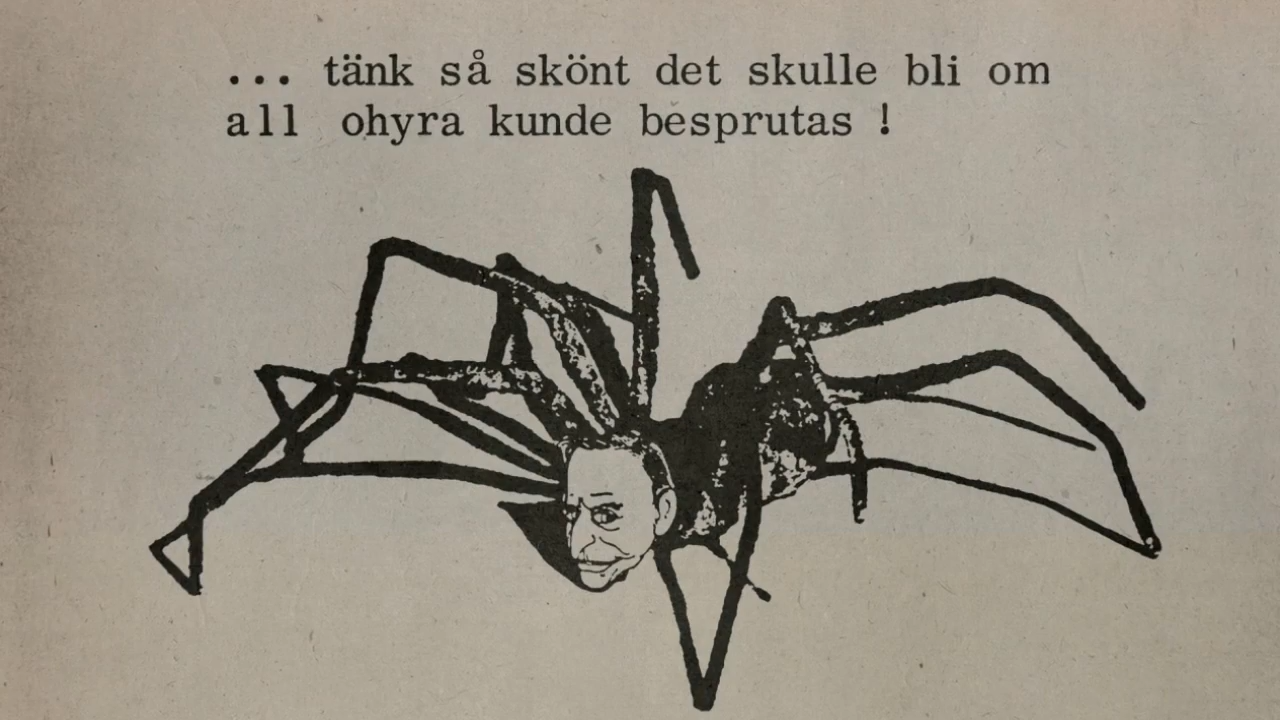 ... tänk så skönt det skulle bli om
all ohyra kunde besprutas !